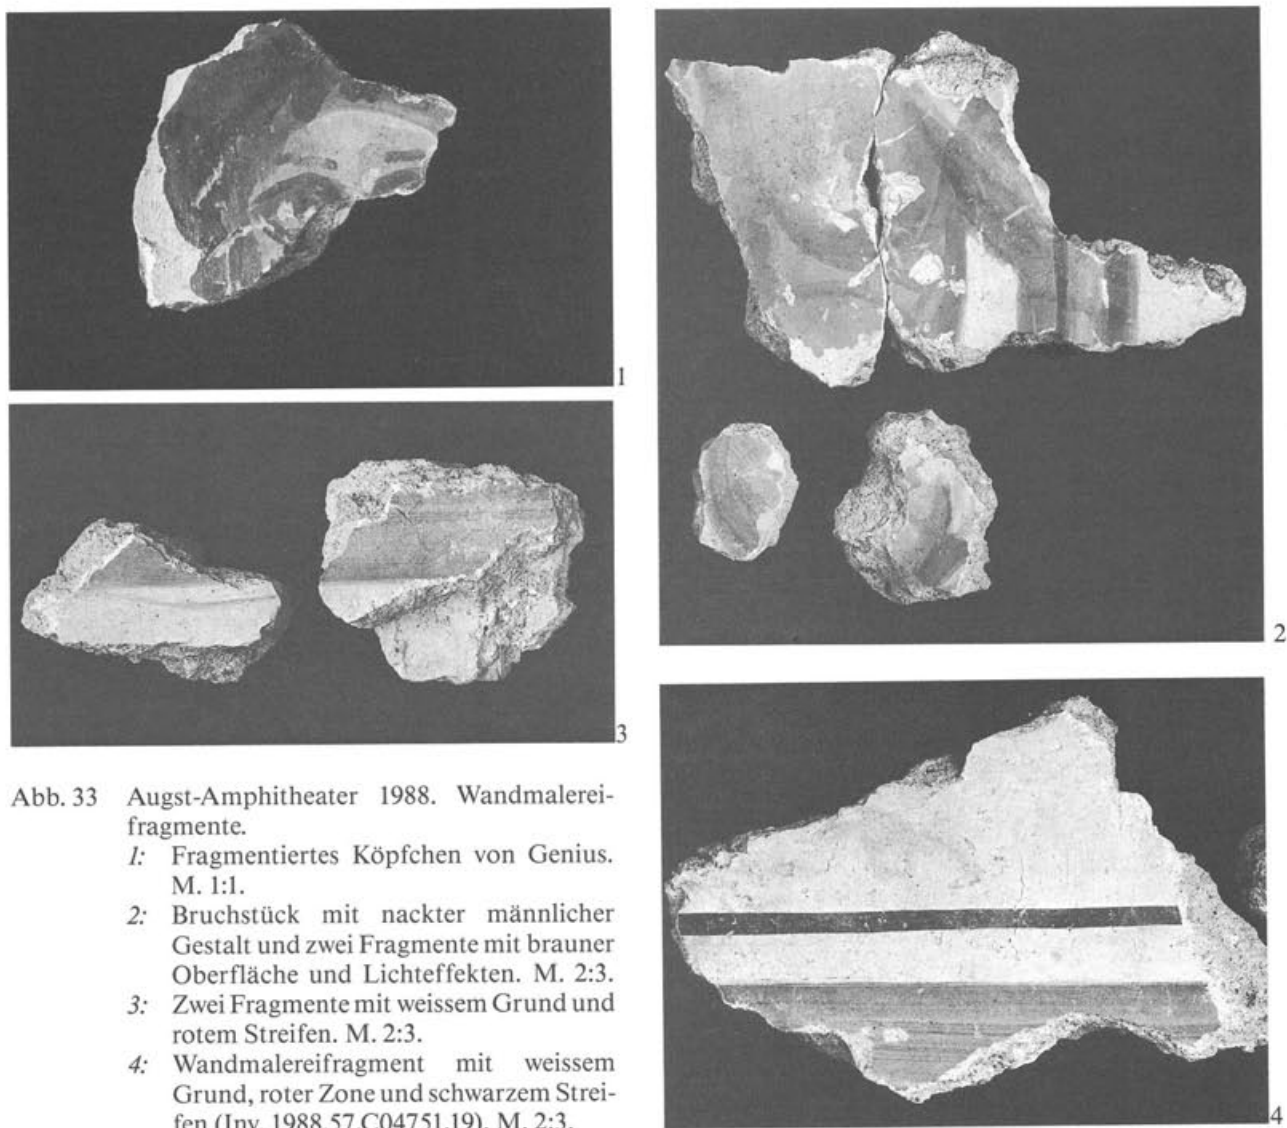 1
2
3
Abb. 33 Augst-Amphitheater 1988. Wandmalerei-
fragmente.
1: Fragmentiertes Köpfchen von Genius.
M. 1:1.
2: Bruchstück mit nackter männlicher
Gestalt und zwei Fragmente mit brauner
Oberfläche und Lichteffekten. M. 2:3.
3: Zwei Fragmente mit weissem Grund und
rotem Streifen. M. 2:3.
4: Wandmalereifragment mit weissem
Grund, roter Zone und schwarzem Strei-
fen (Inv. 1988.57.C04751.19). M. 2:3.
4